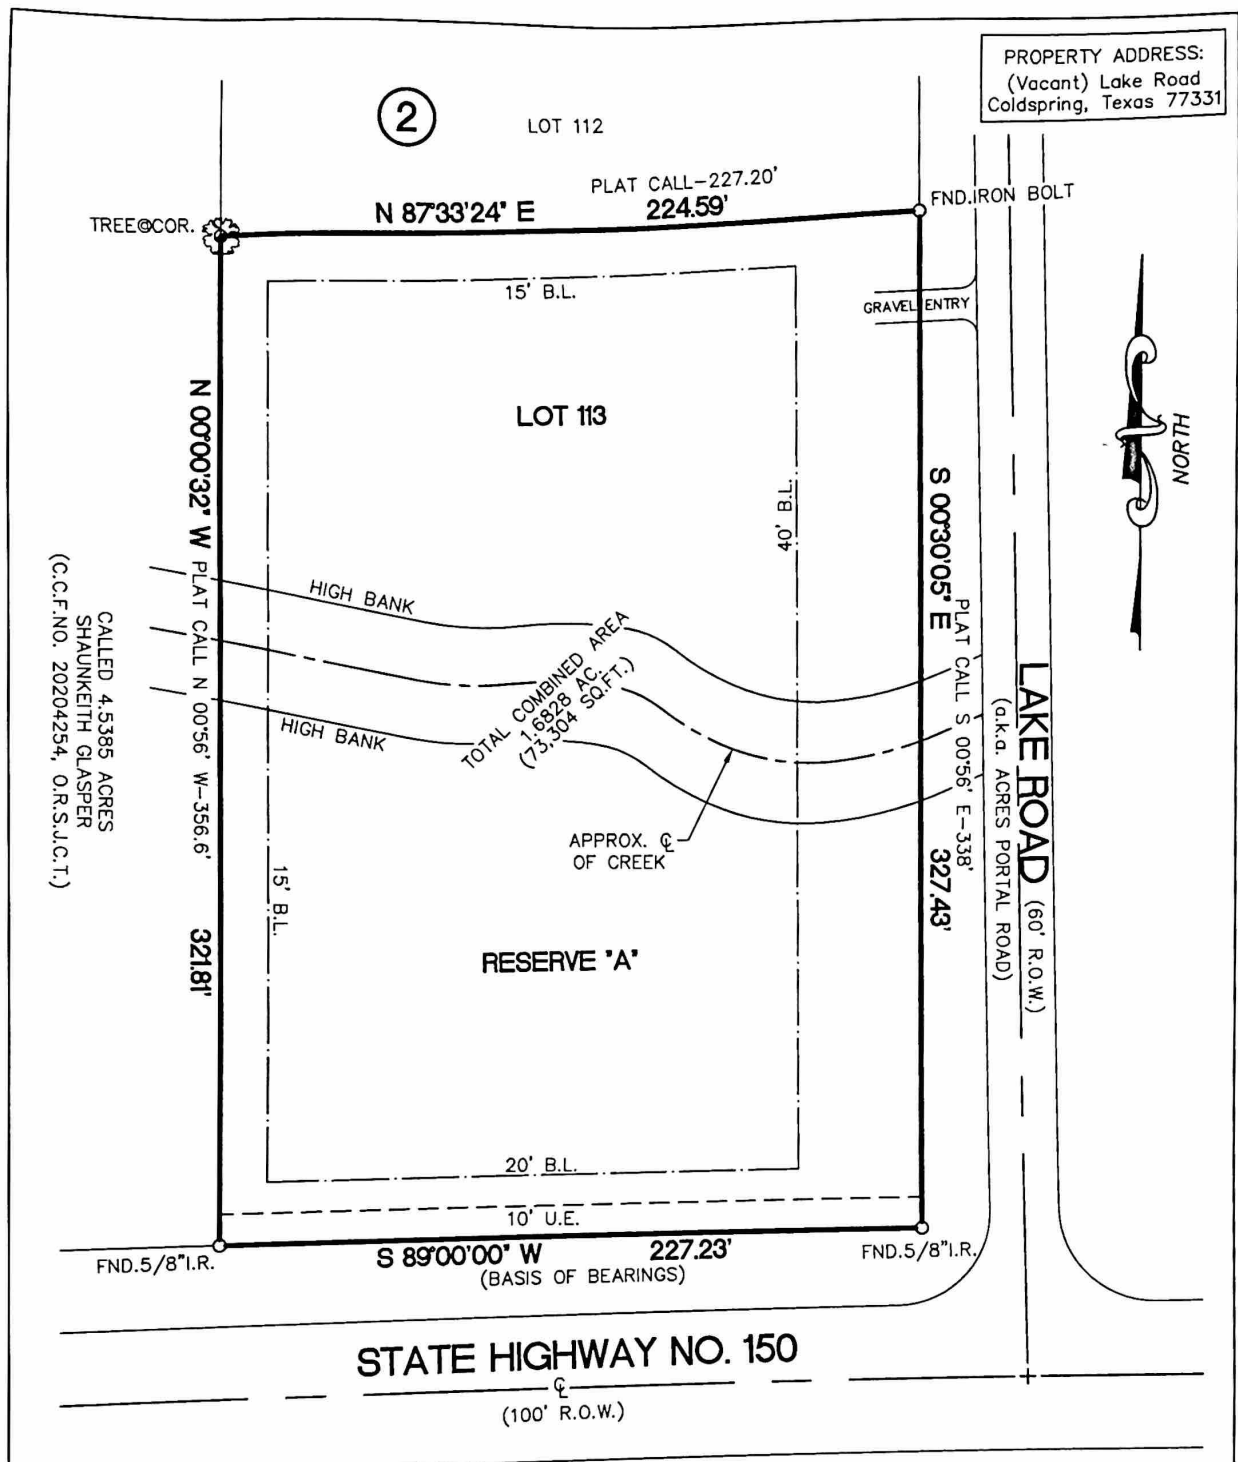 PROPERTY ADDRESS:
(Vacant) Lake Road
Coldspring, Texas 77331
2
LOT 112
PLAT CALL-227.20'
N 87°33'24" E 224.59'
FND.IRON BOLT
TREE@COR.
15' B.L.
GRAVEL ENTRY
NORTH
LOT 113
N 00°00'32" W
321.81'
PLAT CALL N 00°56' W-356.6'
S 00°30'05" E
327.43'
PLAT CALL S 00°56' E-338'
40' B.L.
HIGH BANK
HIGH BANK
TOTAL COMBINED AREA
1.6828 AC.
(73,304 SQ.FT.)
CALLED 4.5385 ACRES
SHAUNKEITH GLASPER
(C.C.F.NO. 20204254, O.R.S.J.C.T.)
LAKE ROAD (60' R.O.W.)
(a.k.a. ACRES PORTAL ROAD)
APPROX. ℄
OF CREEK
15' B.L.
RESERVE "A"
20' B.L.
10' U.E.
FND.5/8"I.R.
S 89°00'00" W 227.23'
(BASIS OF BEARINGS)
FND.5/8"I.R.
STATE HIGHWAY NO. 150
℄
(100' R.O.W.)